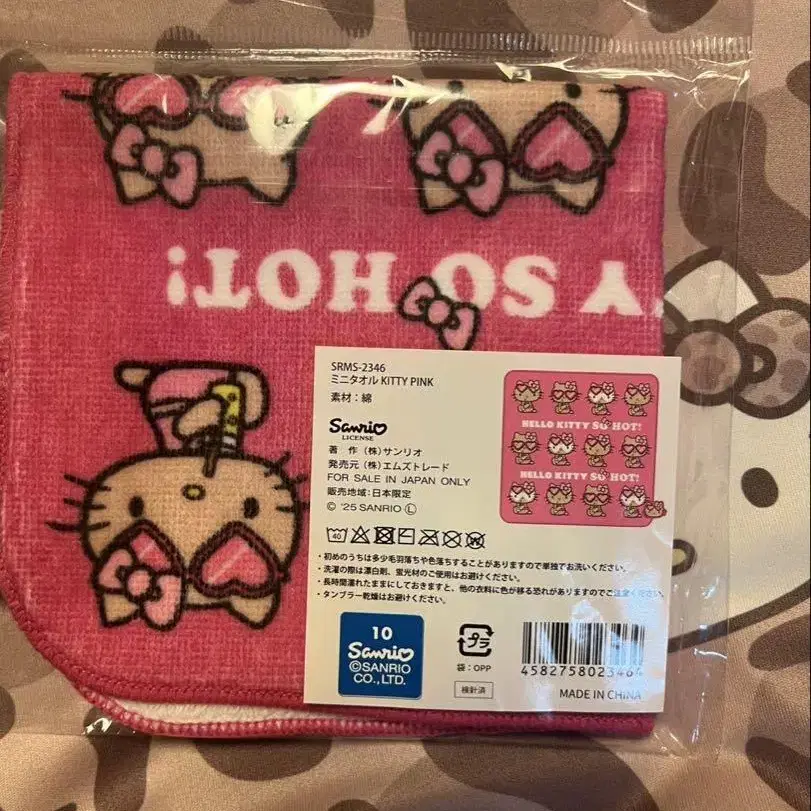 Y SO HOT!
SRMS-2346
ミニタオル KITTY PINK
素材:綿
Sanrio
LICENSE
著 作 (株)サンリオ
発売元 (株)エムズトレード
FOR SALE IN JAPAN ONLY
販売地域:日本限定
© '25 SANRIO Ⓛ
HELLO KITTY SO HOT!
HELLO KITTY SO HOT!
40
・初めのうちは多少毛羽落ちや色落ちすることがありますので単独でお洗いください。
・洗濯の際は漂白剤、蛍光材のご使用はお避けください。
・長時間濡れたままにしておきますと、他の衣料に色が移る恐れがありますのでご注意ください。
・タンブラー乾燥はお避けください。
10
Sanrio
©SANRIO
CO.,LTD.
プラ
袋:OPP
検針済
4582758023464
MADE IN CHINA